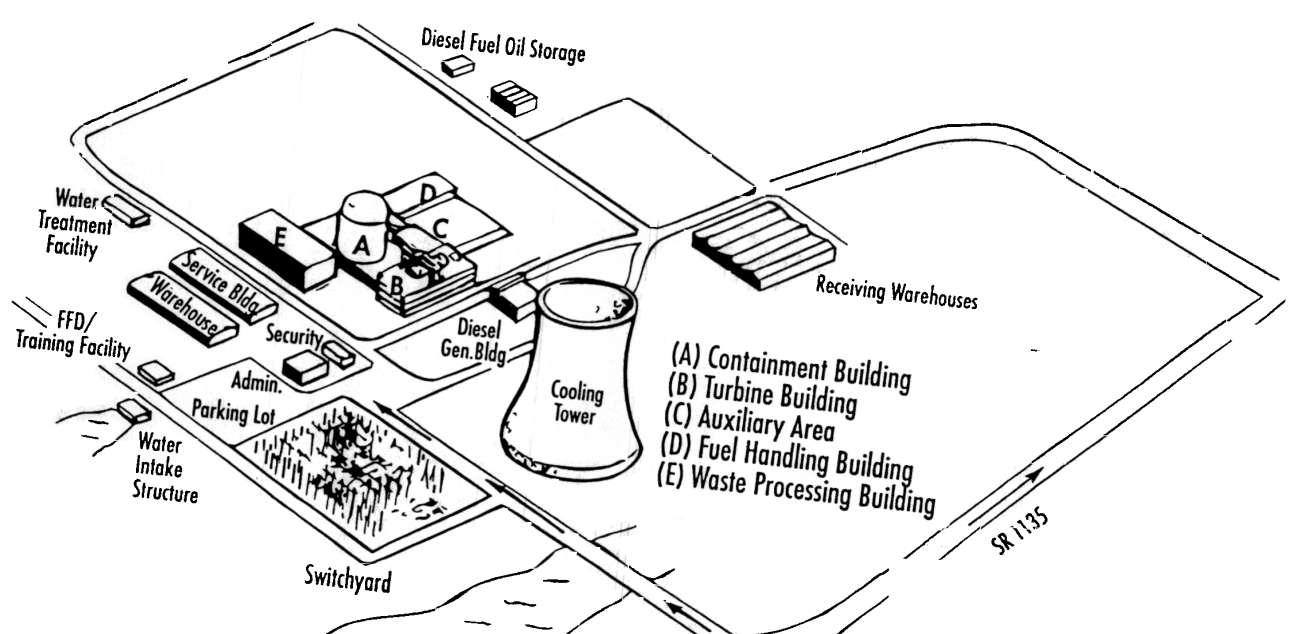 Diesel Fuel Oil Storage
D
C
A
E
B
Water
Treatment
Facility
Service Bldg.
Warehouse
FFD/
Training Facility
Security
Diesel
Gen.Bldg
Receiving Warehouses
Admin.
Parking Lot
Cooling
Tower
(A) Containment Building
(B) Turbine Building
(C) Auxiliary Area
(D) Fuel Handling Building
(E) Waste Processing Building
Water
Intake
Structure
Switchyard
SR 1135